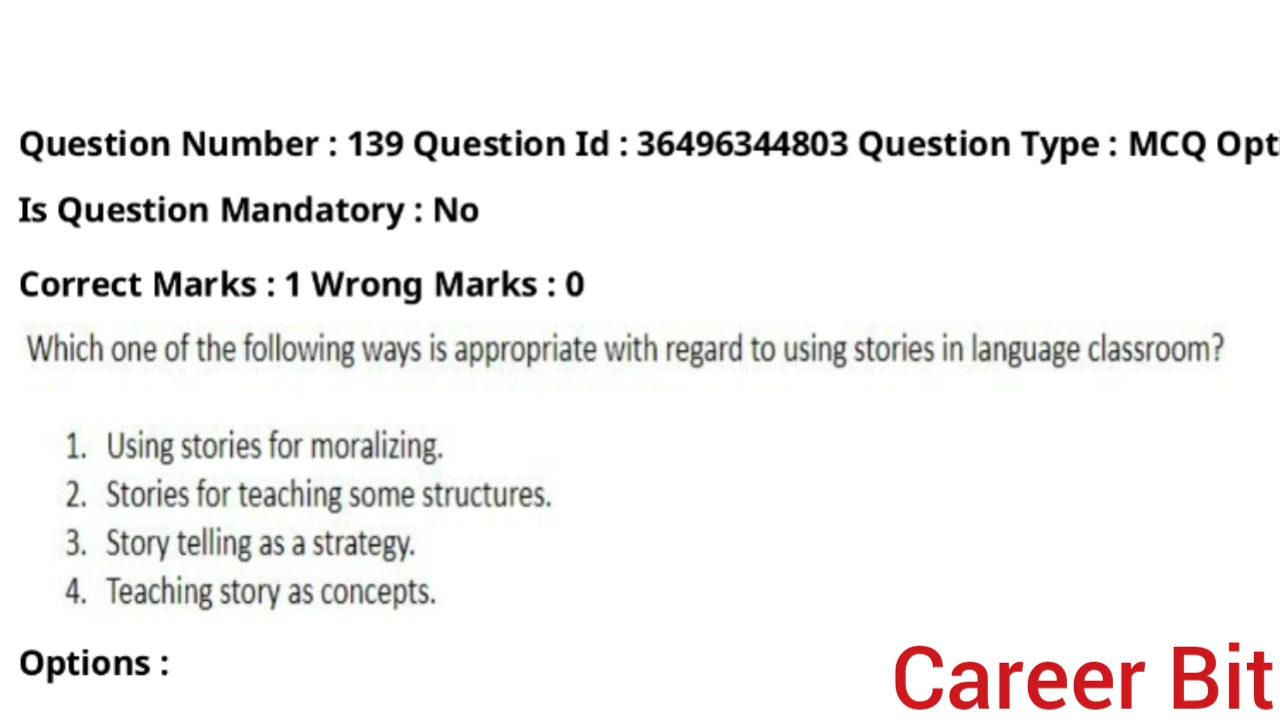 Question Number : 139 Question Id : 36496344803 Question Type : MCQ Opt
Is Question Mandatory : No
Correct Marks : 1 Wrong Marks : 0
Which one of the following ways is appropriate with regard to using stories in language classroom?
1. Using stories for moralizing.
2. Stories for teaching some structures.
3. Story telling as a strategy.
4. Teaching story as concepts.
Options :
Career Bit